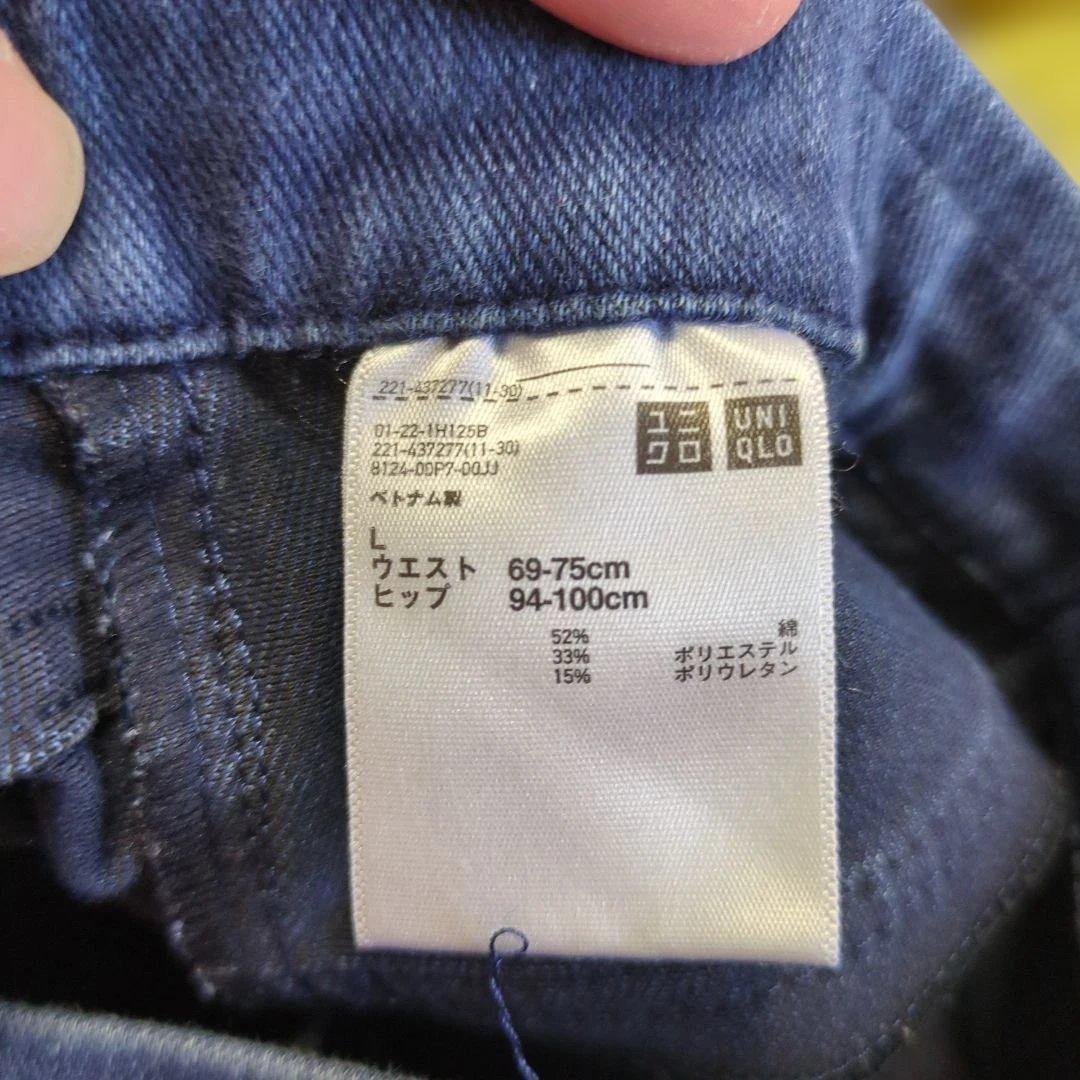 221-437277(11-30)
ユニクロ
UNIQLO
01-22-1H125B
221-437277(11-30)
8124-00P7-00JJ
ベトナム製
L
ウエスト 69-75cm
ヒップ 94-100cm
52% 綿
33% ポリエステル
15% ポリウレタン